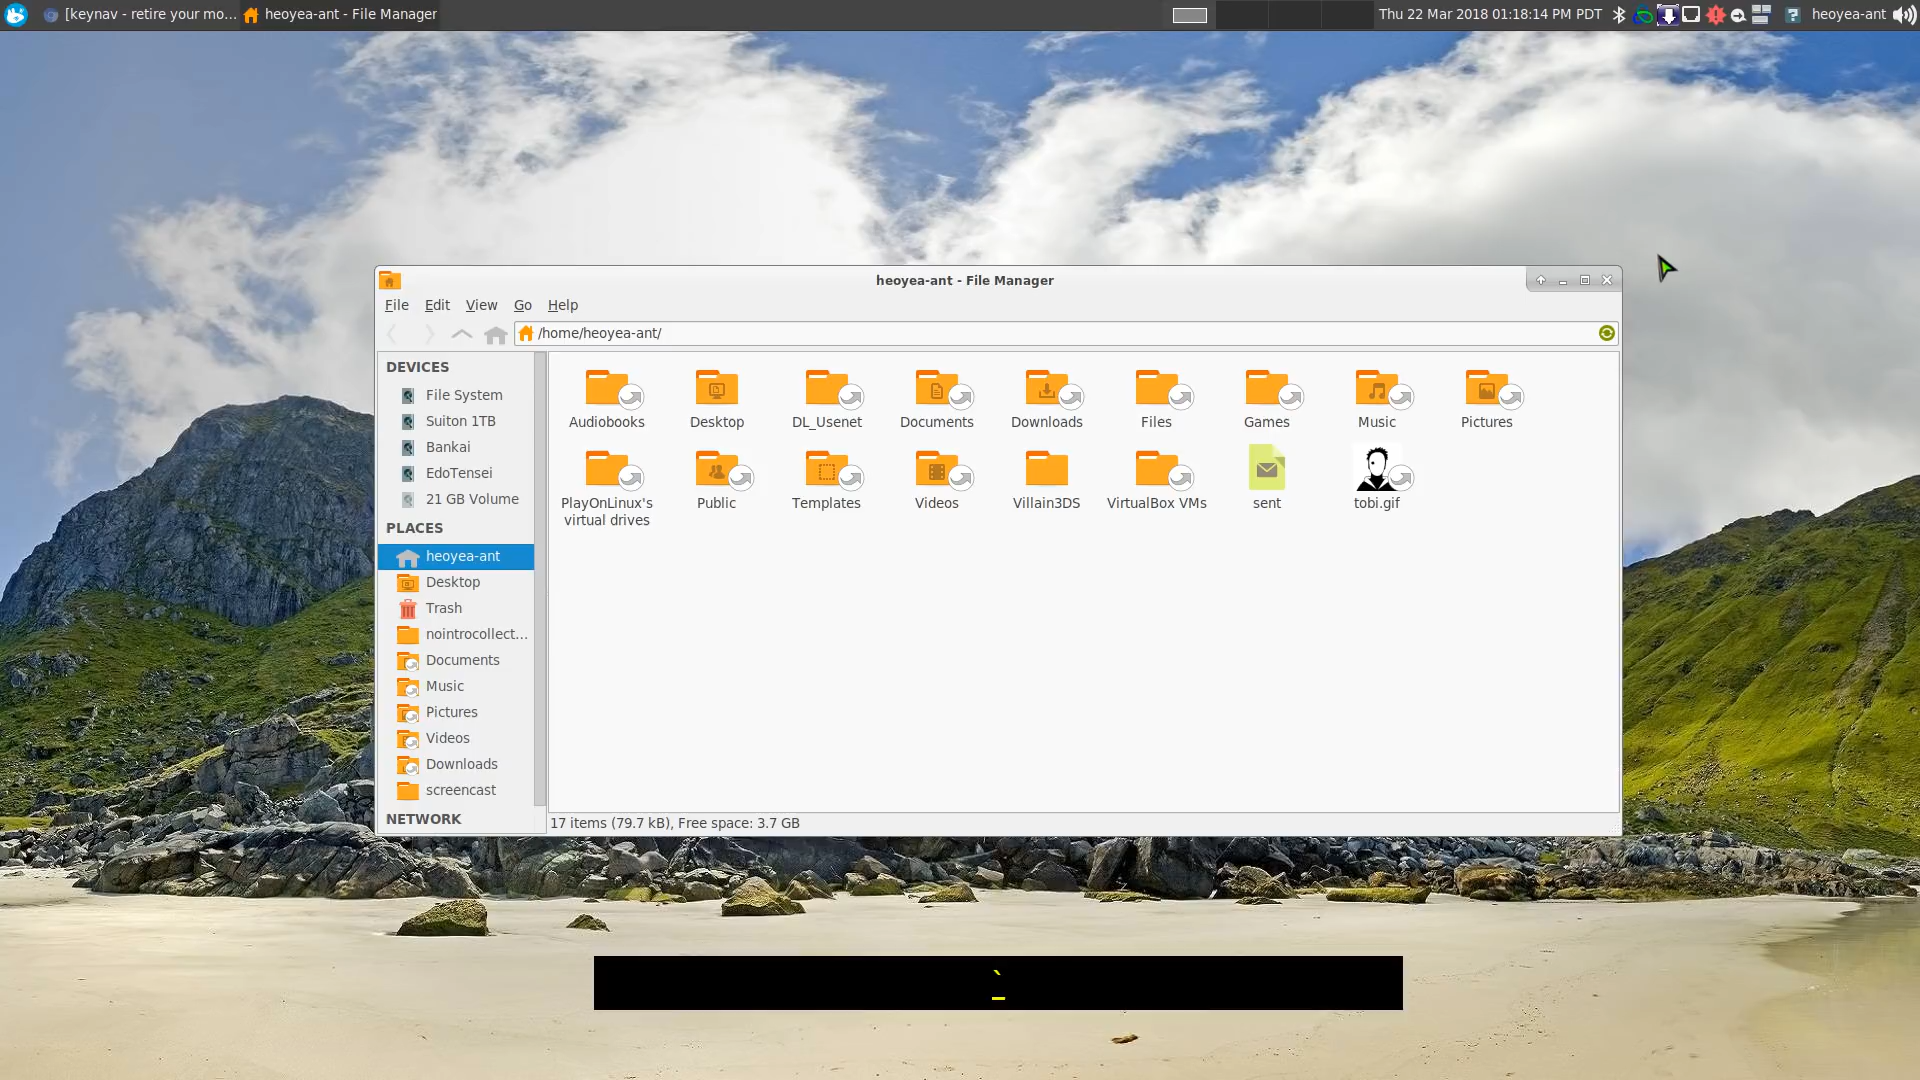 [keynav - retire your mo...
heoyea-ant - File Manager
Thu 22 Mar 2018 01:18:14 PM PDT
heoyea-ant
heoyea-ant - File Manager
File Edit View Go Help
/home/heoyea-ant/
DEVICES
File System
Suiton 1TB
Bankai
EdoTensei
21 GB Volume
PLACES
heoyea-ant
Desktop
Trash
nointrocollect...
Documents
Music
Pictures
Videos
Downloads
screencast
NETWORK
Audiobooks
Desktop
DL_Usenet
Documents
Downloads
Files
Games
Music
Pictures
PlayOnLinux's
virtual drives
Public
Templates
Videos
Villain3DS
VirtualBox VMs
sent
tobi.gif
17 items (79.7 kB), Free space: 3.7 GB
`
_